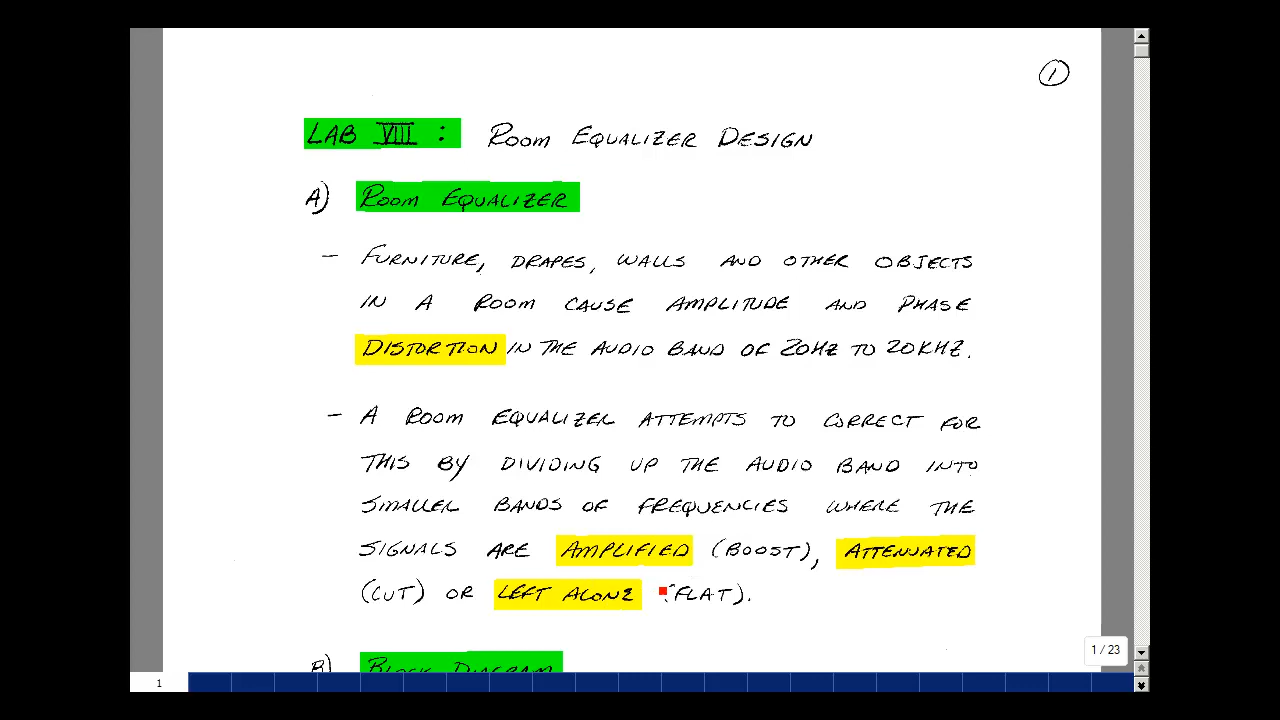 1
LAB VIII : ROOM EQUALIZER DESIGN
A) ROOM EQUALIZER
- FURNITURE, DRAPES, WALLS AND OTHER OBJECTS
IN A ROOM CAUSE AMPLITUDE AND PHASE
DISTORTION IN THE AUDIO BAND OF 20HZ TO 20KHZ.
- A ROOM EQUALIZER ATTEMPTS TO CORRECT FOR
THIS BY DIVIDING UP THE AUDIO BAND INTO
SMALLER BANDS OF FREQUENCIES WHERE THE
SIGNALS ARE AMPLIFIED (BOOST), ATTENUATED
(CUT) OR LEFT ALONE (FLAT).
B) BLOCK DIAGRAM
1 / 23
1